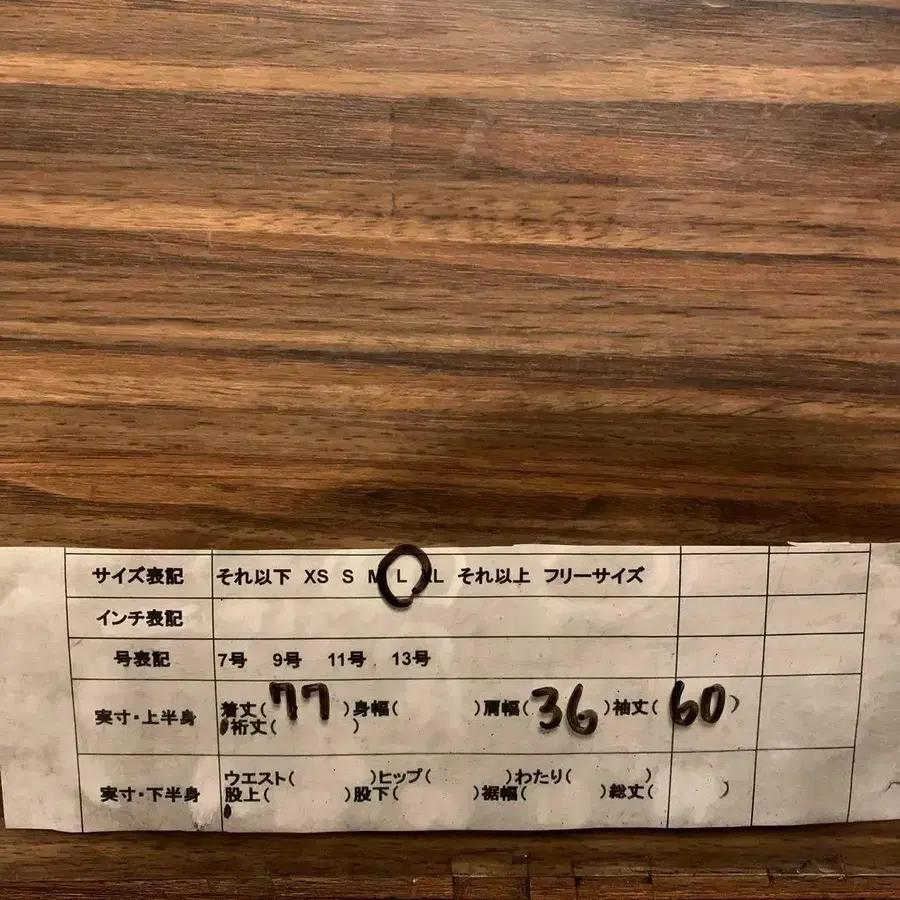 サイズ表記 それ以下 XS S M L XL それ以上 フリーサイズ
インチ表記
号表記 7号 9号 11号 13号
実寸・上半身 着丈( 77 )身幅( )肩幅( 36 )袖丈( 60 )
裄丈( )
実寸・下半身 ウエスト( )ヒップ( )わたり( )
股上( )股下( )裾幅( )総丈( )